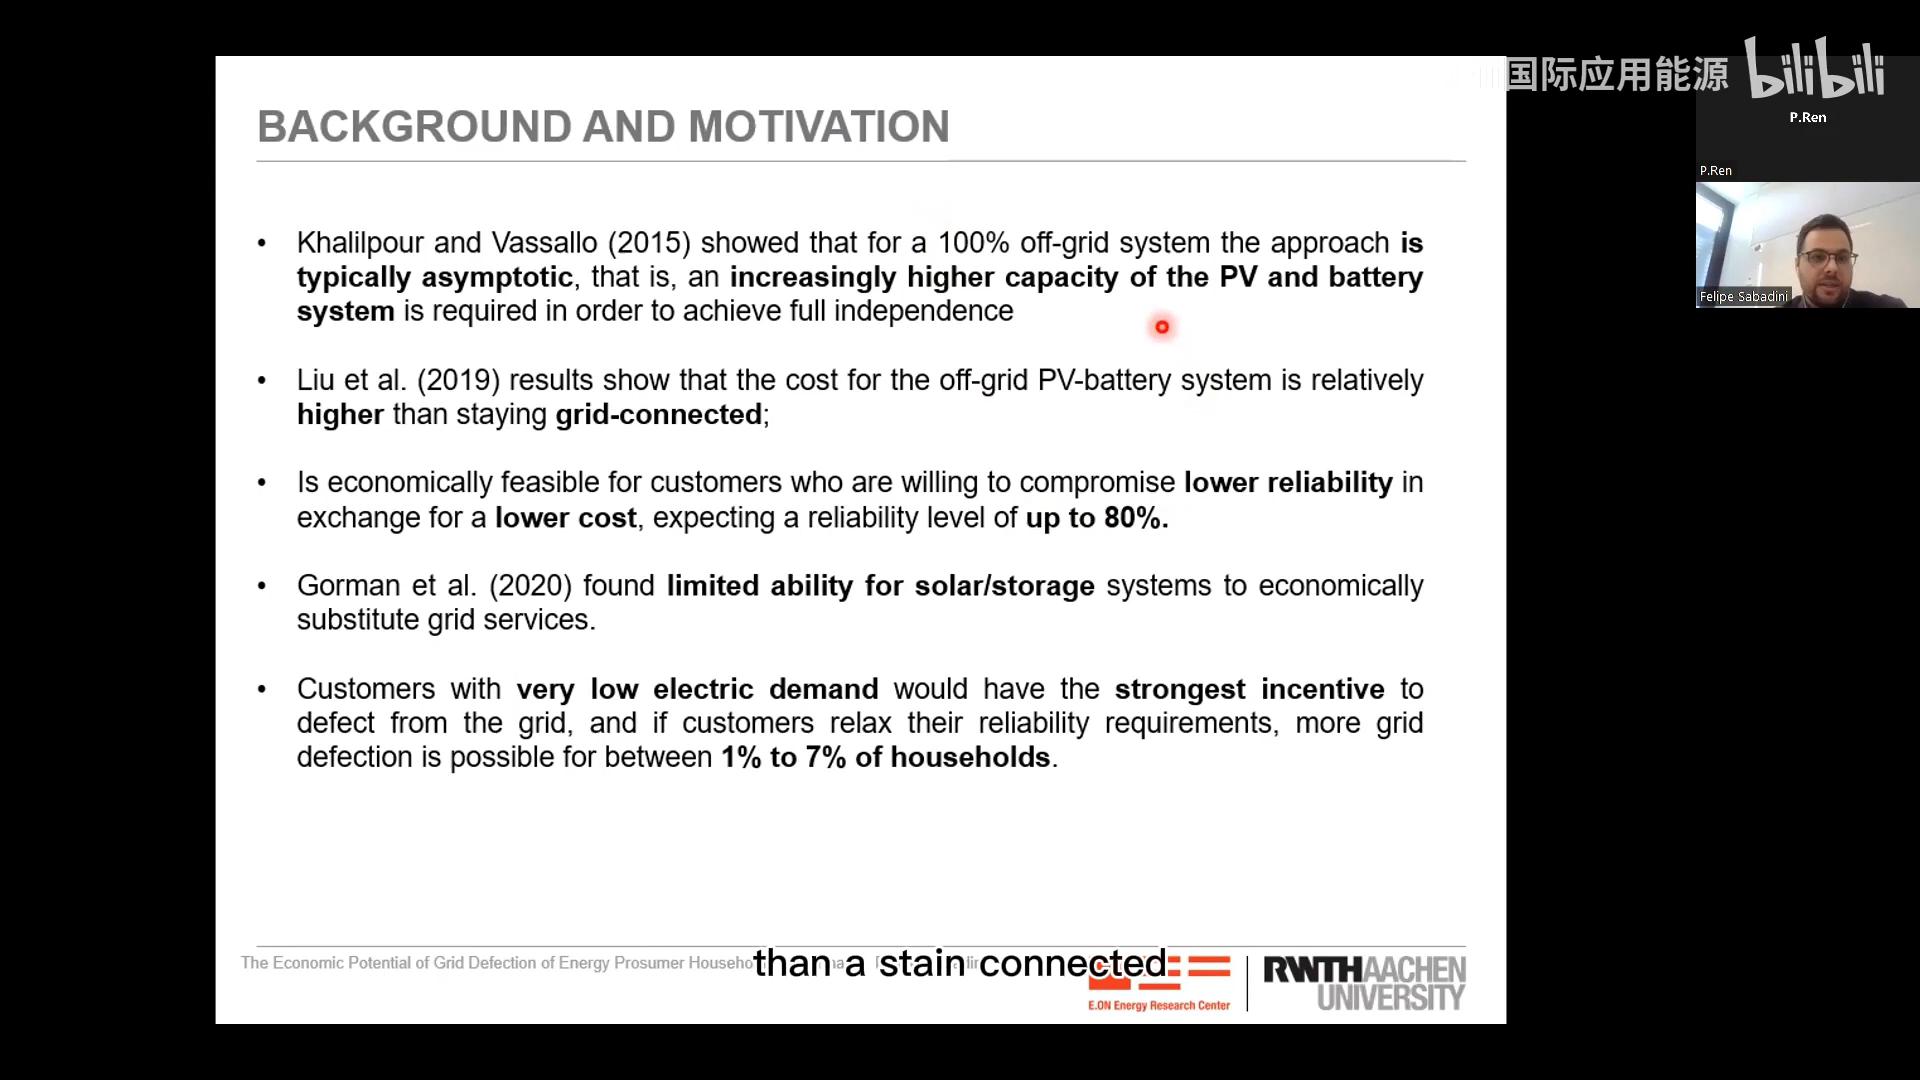 国际应用能源 bilibili
P.Ren
P.Ren
Felipe Sabadini
BACKGROUND AND MOTIVATION
• Khalilpour and Vassallo (2015) showed that for a 100% off-grid system the approach is
typically asymptotic, that is, an increasingly higher capacity of the PV and battery
system is required in order to achieve full independence
• Liu et al. (2019) results show that the cost for the off-grid PV-battery system is relatively
higher than staying grid-connected;
• Is economically feasible for customers who are willing to compromise lower reliability in
exchange for a lower cost, expecting a reliability level of up to 80%.
• Gorman et al. (2020) found limited ability for solar/storage systems to economically
substitute grid services.
• Customers with very low electric demand would have the strongest incentive to
defect from the grid, and if customers relax their reliability requirements, more grid
defection is possible for between 1% to 7% of households.
The Economic Potential of Grid Defection of Energy Prosumer
than a stain connected
E.ON Energy Research Center
RWTH AACHEN
UNIVERSITY